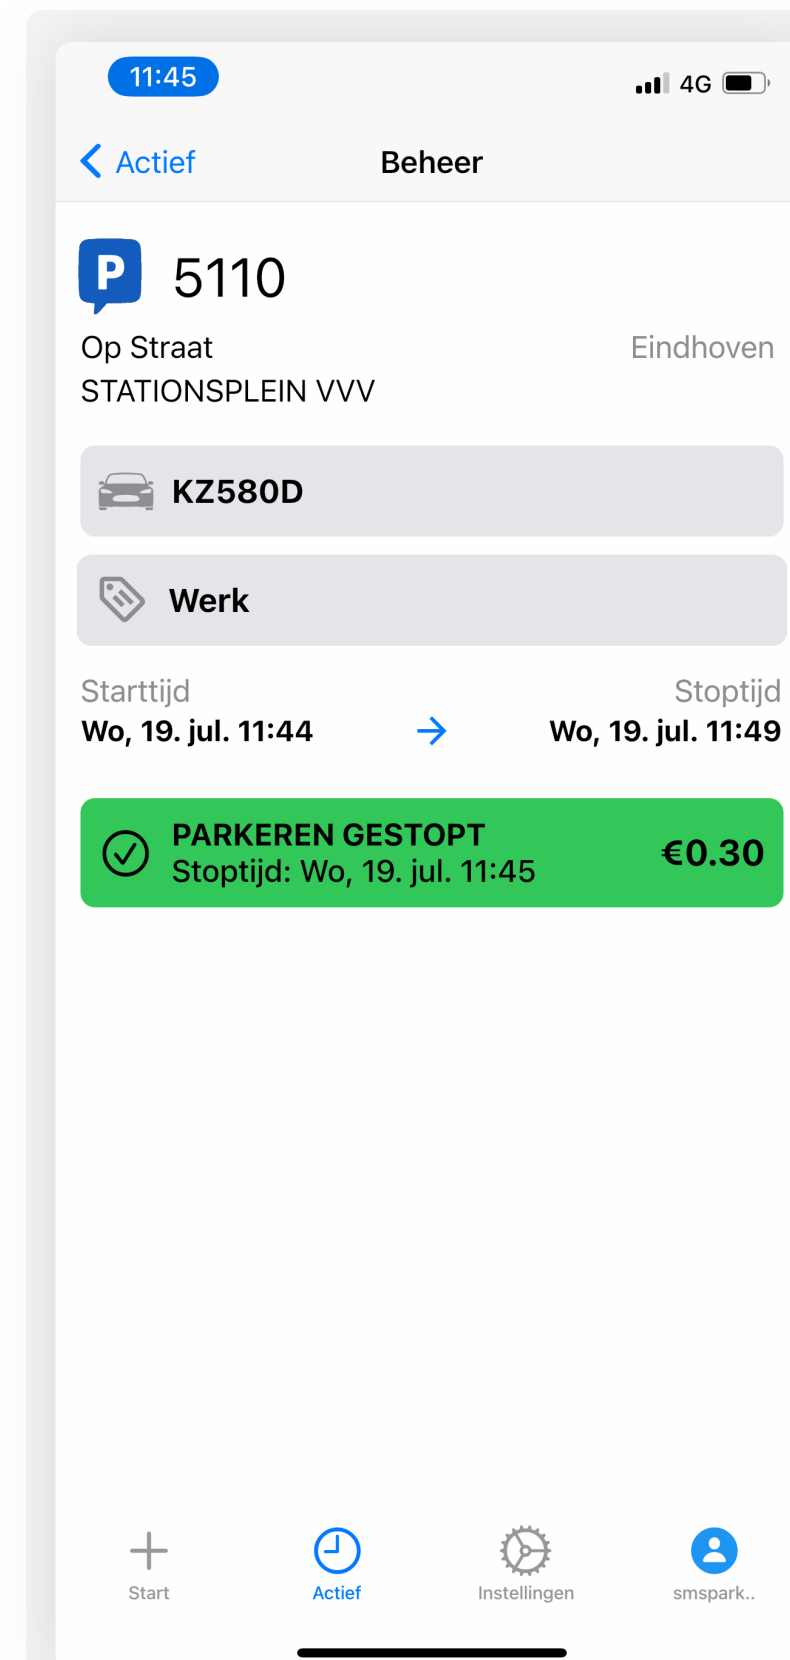 11:45
4G
Actief
Beheer
P
5110
Op Straat
Eindhoven
STATIONSPLEIN VVV
KZ580D
Werk
Starttijd
Stoptijd
Wo, 19. jul. 11:44
Wo, 19. jul. 11:49
PARKEREN GESTOPT
Stoptijd: Wo, 19. jul. 11:45
€0.30
Start
Actief
Instellingen
smspark..